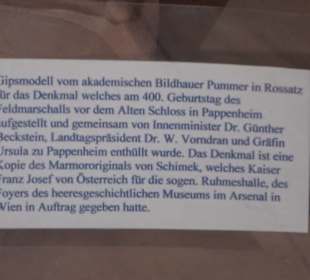 Gipsmodell vom akademischen Bildhauer Pummer in Rossatz
für das Denkmal welches am 400. Geburtstag des
Feldmarschalls vor dem Alten Schloss in Pappenheim
aufgestellt und gemeinsam von Innenminister Dr. Günther
Beckstein, Landtagspräsident Dr. W. Vorndran und Gräfin
Ursula zu Pappenheim enthüllt wurde. Das Denkmal ist eine
Kopie des Marmororiginals von Schimek, welches Kaiser
Franz Josef von Österreich für die sogen. Ruhmeshalle, des
Foyers des heeresgeschichtlichen Museums im Arsenal in
Wien in Auftrag gegeben hatte.